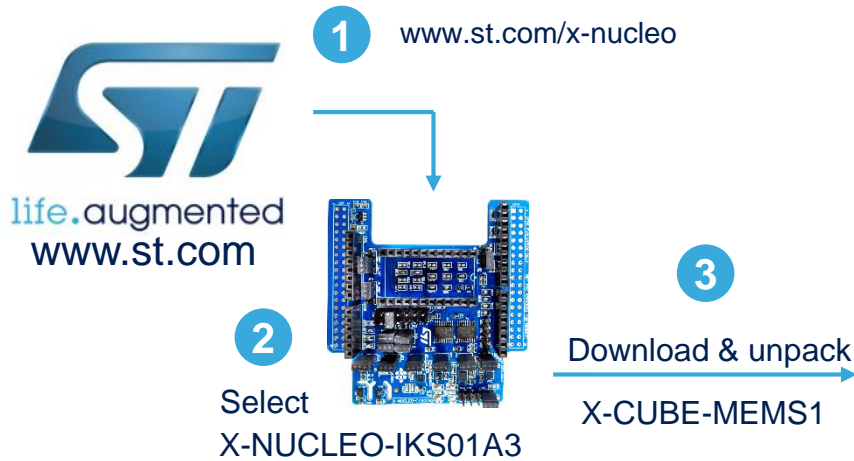 1
www.st.com/x-nucleo
ST
life.augmented
www.st.com
2
Select
X-NUCLEO-IKS01A3
3
Download & unpack
X-CUBE-MEMS1